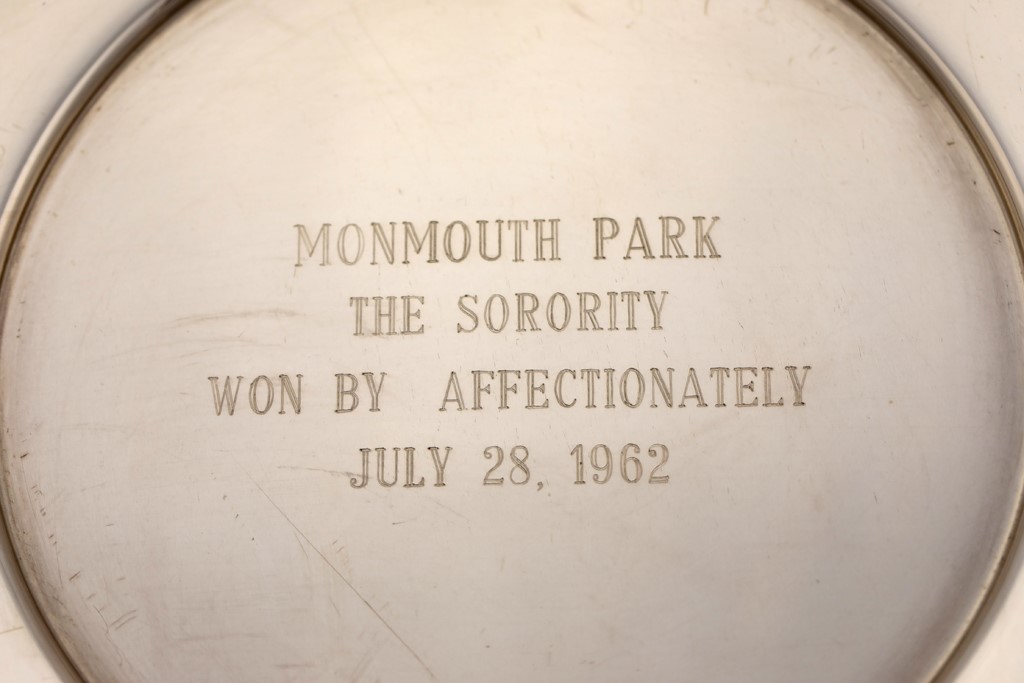 MONMOUTH PARK
THE SORORITY
WON BY AFFECTIONATELY
JULY 28, 1962